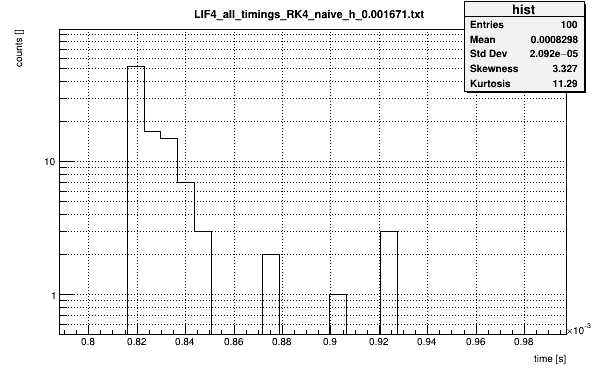 LIF4_all_timings_RK4_naive_h_0.001671.txt
hist
Entries 100
Mean 0.0008298
Std Dev 2.092e−05
Skewness 3.327
Kurtosis 11.29
counts []
10
1
0.8 0.82 0.84 0.86 0.88 0.9 0.92 0.94 0.96 0.98
×10⁻³
time [s]